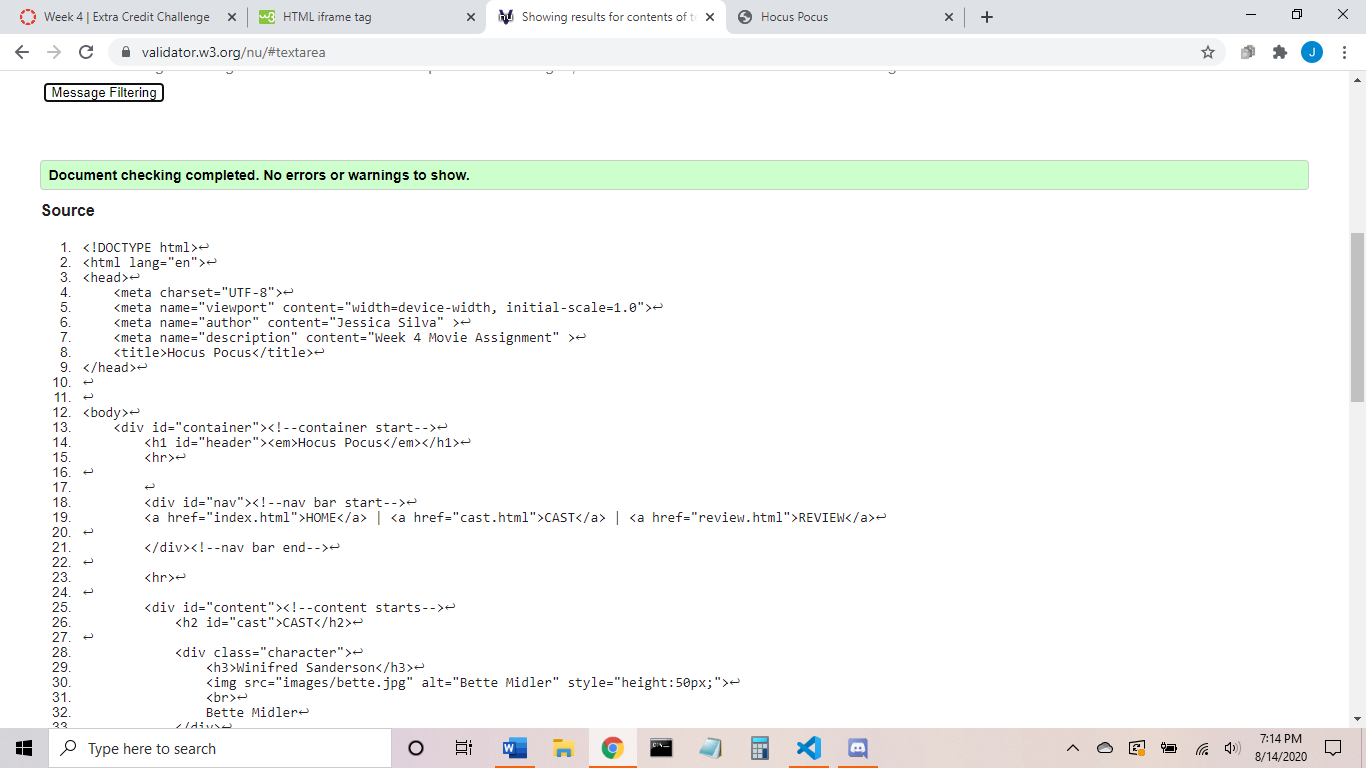 Week 4 | Extra Credit Challenge
HTML iframe tag
Showing results for contents of te
Hocus Pocus
validator.w3.org/nu/#textarea
J
Message Filtering
Document checking completed. No errors or warnings to show.
Source
1. <!DOCTYPE html>↩
2. <html lang="en">↩
3. <head>↩
4. <meta charset="UTF-8">↩
5. <meta name="viewport" content="width=device-width, initial-scale=1.0">↩
6. <meta name="author" content="Jessica Silva" >↩
7. <meta name="description" content="Week 4 Movie Assignment" >↩
8. <title>Hocus Pocus</title>↩
9. </head>↩
10. ↩
11. ↩
12. <body>↩
13. <div id="container"><!--container start-->↩
14. <h1 id="header"><em>Hocus Pocus</em></h1>↩
15. <hr>↩
16. ↩
17. ↩
18. <div id="nav"><!--nav bar start-->↩
19. <a href="index.html">HOME</a> | <a href="cast.html">CAST</a> | <a href="review.html">REVIEW</a>↩
20. ↩
21. </div><!--nav bar end-->↩
22. ↩
23. <hr>↩
24. ↩
25. <div id="content"><!--content starts-->↩
26. <h2 id="cast">CAST</h2>↩
27. ↩
28. <div class="character">↩
29. <h3>Winifred Sanderson</h3>↩
30. <img src="images/bette.jpg" alt="Bette Midler" style="height:50px;">↩
31. <br>↩
32. Bette Midler↩
33. </div>↩
Type here to search
7:14 PM
8/14/2020